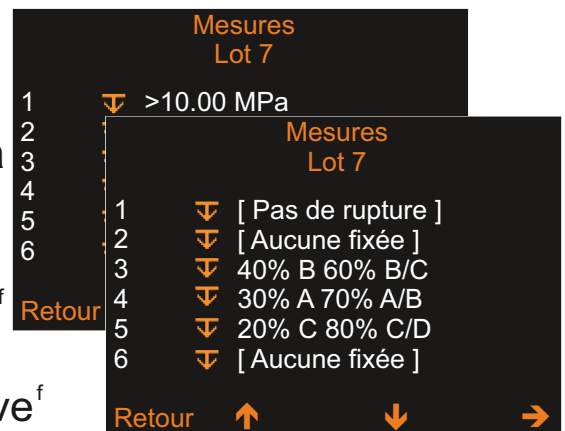 Mesures
Lot 7
1 >10.00 MPa
2
3
4
5
6
Retour
Mesures
Lot 7
1 [ Pas de rupture ]
2 [ Aucune fixée ]
3 40% B 60% B/C
4 30% A 70% A/B
5 20% C 80% C/D
6 [ Aucune fixée ]
Retour
f
f